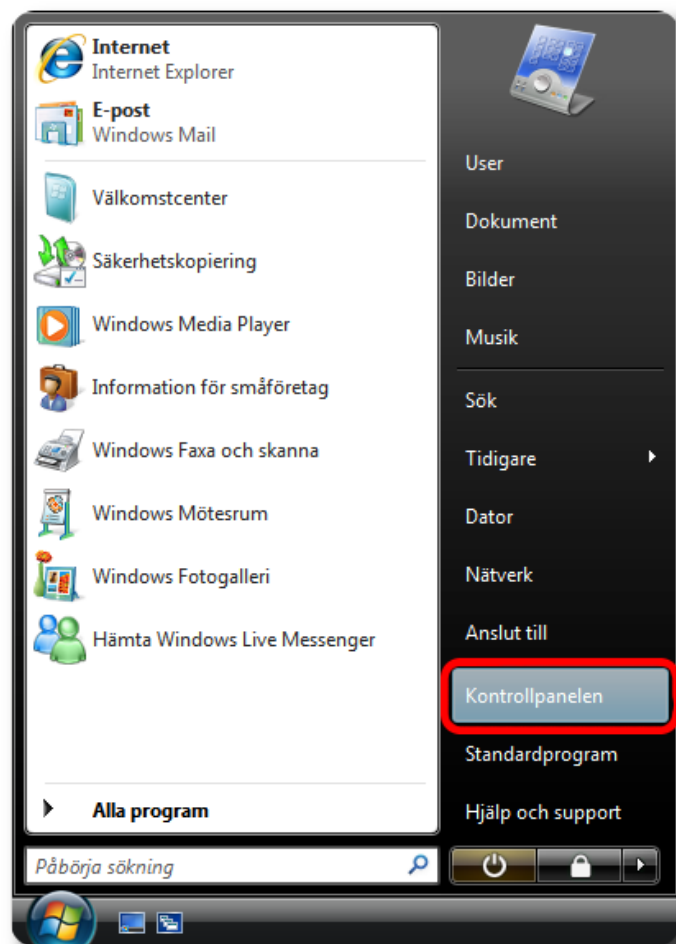 Internet
Internet Explorer
E-post
Windows Mail
Välkomstcenter
Säkerhetskopiering
Windows Media Player
Information för småföretag
Windows Faxa och skanna
Windows Mötesrum
Windows Fotogalleri
Hämta Windows Live Messenger
Alla program
Påbörja sökning
User
Dokument
Bilder
Musik
Sök
Tidigare
Dator
Nätverk
Anslut till
Kontrollpanelen
Standardprogram
Hjälp och support